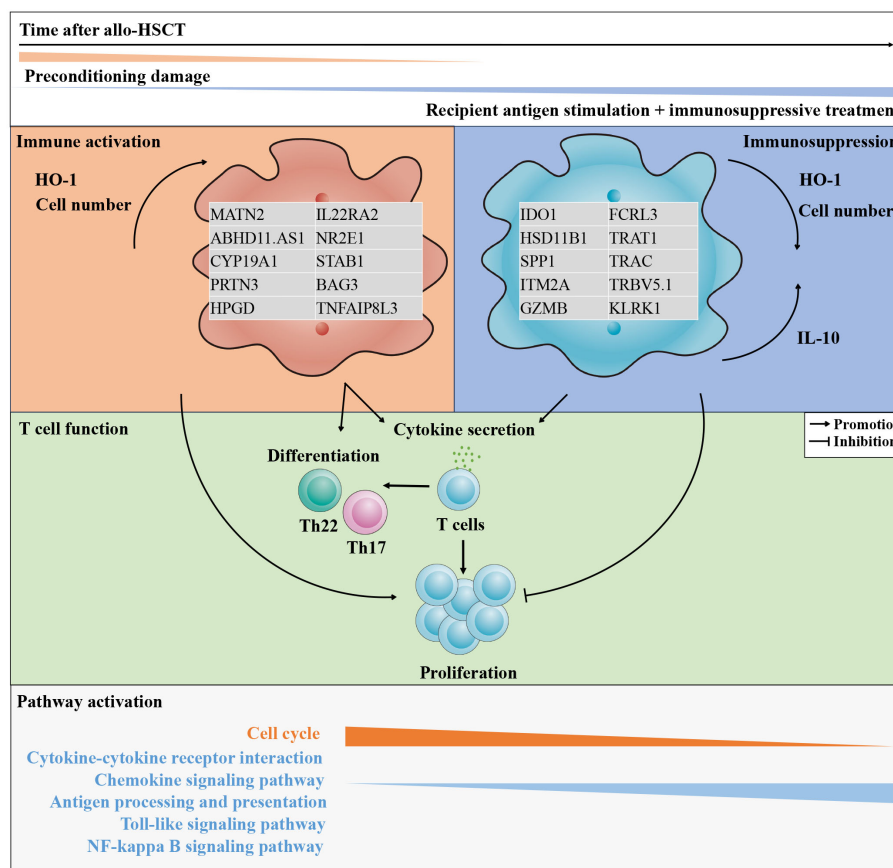 Time after allo-HSCT
Preconditioning damage
Recipient antigen stimulation + immunosuppressive treatment
Immune activation
HO-1
Cell number
MATN2 IL22RA2
ABHD11.AS1 NR2E1
CYP19A1 STAB1
PRTN3 BAG3
HPGD TNFAIP8L3
Immunosuppression
HO-1
Cell number
IDO1 FCRL3
HSD11B1 TRAT1
SPP1 TRAC
ITM2A TRBV5.1
GZMB KLRK1
IL-10
T cell function
Cytokine secretion
Promotion
Inhibition
Differentiation
Th22
Th17
T cells
Proliferation
Pathway activation
Cell cycle
Cytokine-cytokine receptor interaction
Chemokine signaling pathway
Antigen processing and presentation
Toll-like signaling pathway
NF-kappa B signaling pathway